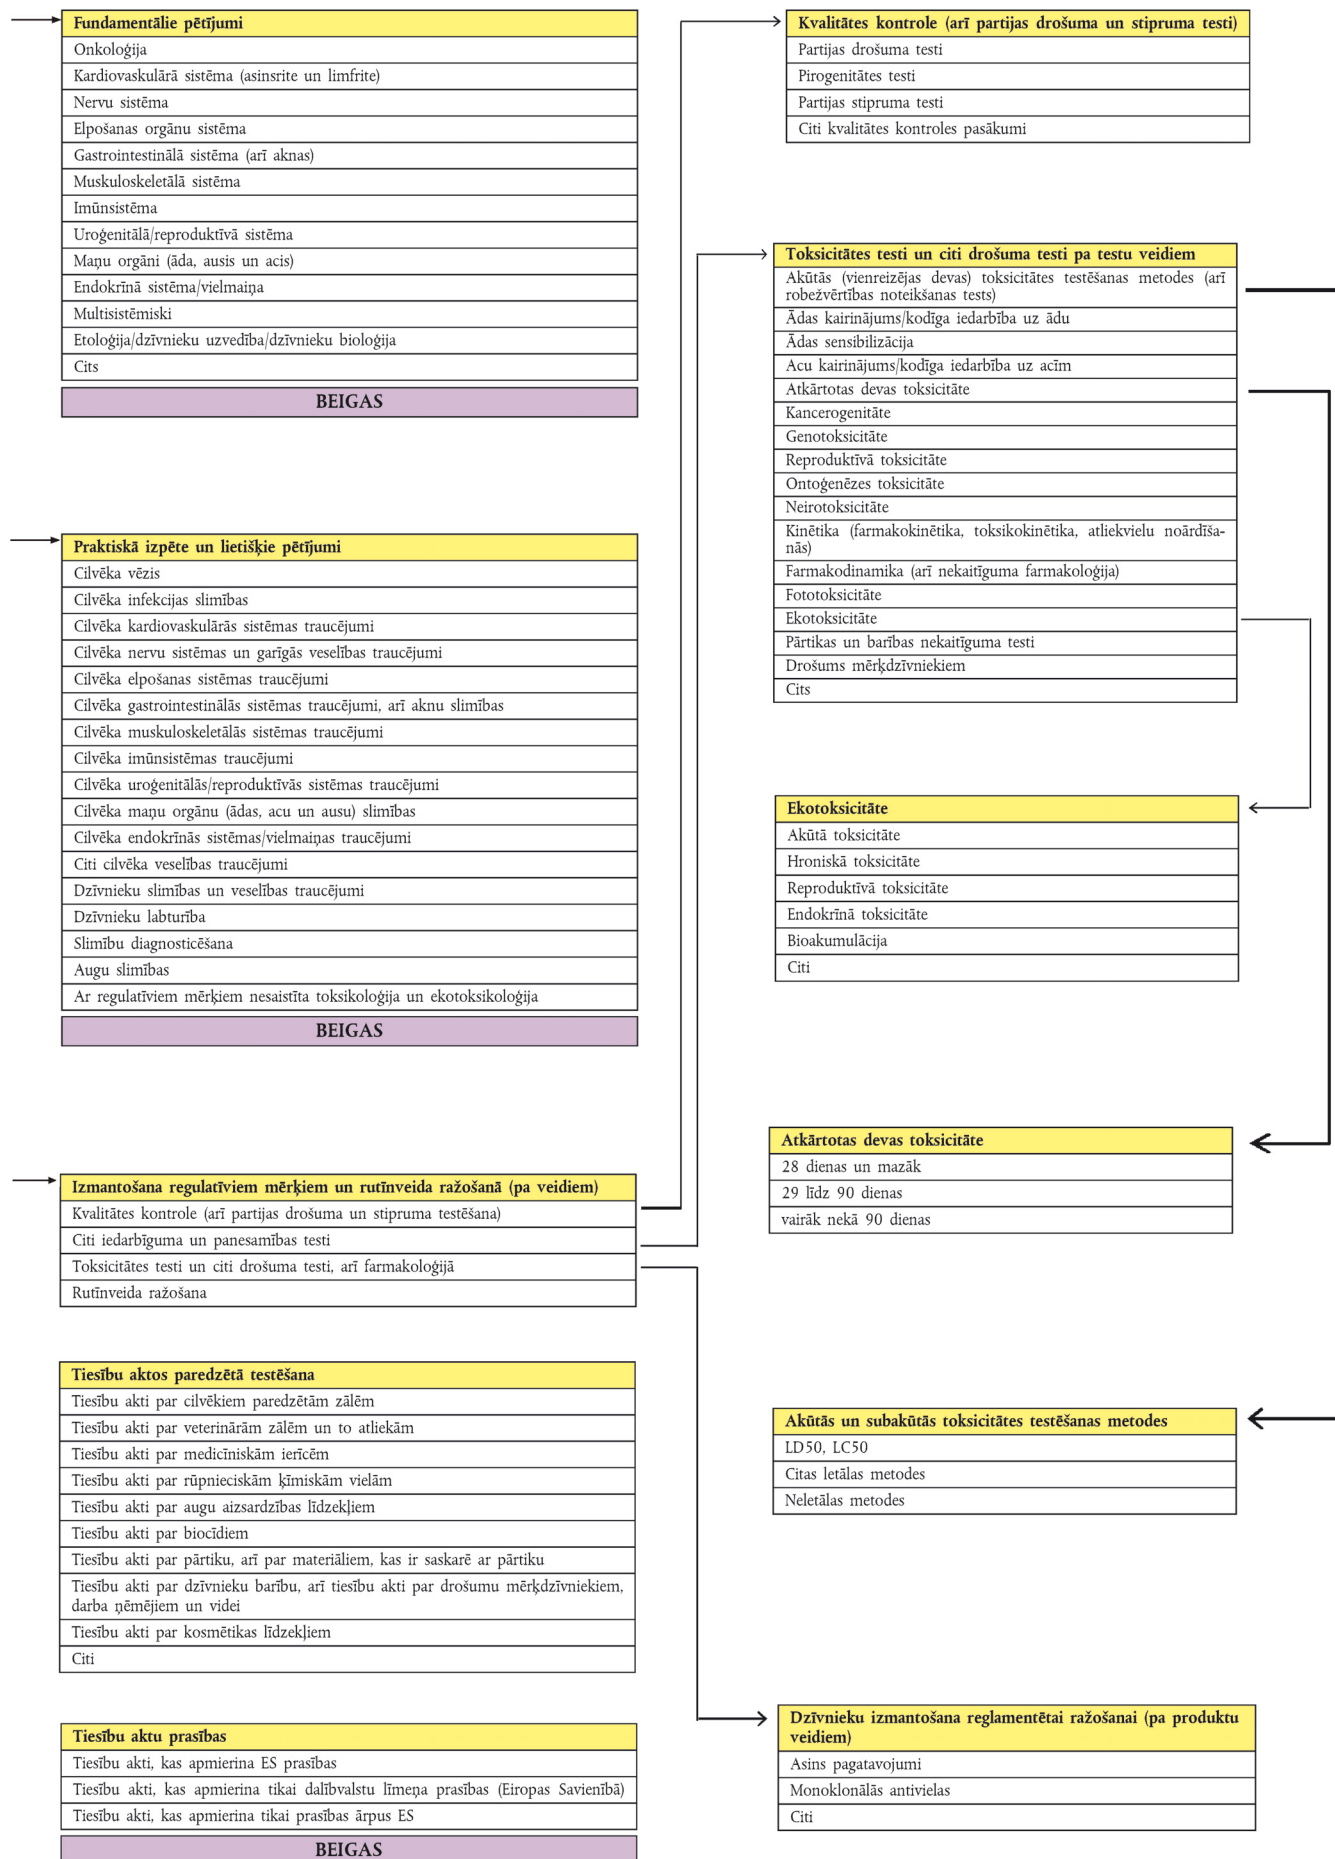 Fundamentālie pētījumi
Onkoloģija
Kardiovaskulārā sistēma (asinsrite un limfrite)
Nervu sistēma
Elpošanas orgānu sistēma
Gastrointestinālā sistēma (arī aknas)
Muskuloskeletālā sistēma
Imūnsistēma
Uroģenitālā/reproduktīvā sistēma
Maņu orgāni (āda, ausis un acis)
Endokrīnā sistēma/vielmaiņa
Multisistēmiski
Etoloģija/dzīvnieku uzvedība/dzīvnieku bioloģija
Cits
BEIGAS
Praktiskā izpēte un lietišķie pētījumi
Cilvēka vēzis
Cilvēka infekcijas slimības
Cilvēka kardiovaskulārās sistēmas traucējumi
Cilvēka nervu sistēmas un garīgās veselības traucējumi
Cilvēka elpošanas sistēmas traucējumi
Cilvēka gastrointestinālās sistēmas traucējumi, arī aknu slimības
Cilvēka muskuloskeletālās sistēmas traucējumi
Cilvēka imūnsistēmas traucējumi
Cilvēka uroģenitālās/reproduktīvās sistēmas traucējumi
Cilvēka maņu orgānu (ādas, acu un ausu) slimības
Cilvēka endokrīnās sistēmas/vielmaiņas traucējumi
Citi cilvēka veselības traucējumi
Dzīvnieku slimības un veselības traucējumi
Dzīvnieku labturība
Slimību diagnosticēšana
Augu slimības
Ar regulatīviem mērķiem nesaistīta toksikoloģija un ekotoksikoloģija
BEIGAS
Izmantošana regulatīviem mērķiem un rutīnveida ražošanā (pa veidiem)
Kvalitātes kontrole (arī partijas drošuma un stipruma testēšana)
Citi iedarbīguma un panesamības testi
Toksicitātes testi un citi drošuma testi, arī farmakoloģijā
Rutīnveida ražošana
Tiesību aktos paredzētā testēšana
Tiesību akti par cilvēkiem paredzētām zālēm
Tiesību akti par veterinārām zālēm un to atliekām
Tiesību akti par medicīniskām ierīcēm
Tiesību akti par rūpnieciskām ķīmiskām vielām
Tiesību akti par augu aizsardzības līdzekļiem
Tiesību akti par biocīdiem
Tiesību akti par pārtiku, arī par materiāliem, kas ir saskarē ar pārtiku
Tiesību akti par dzīvnieku barību, arī tiesību akti par drošumu mērķdzīvniekiem,
darba ņēmējiem un videi
Tiesību akti par kosmētikas līdzekļiem
Citi
Tiesību aktu prasības
Tiesību akti, kas apmierina ES prasības
Tiesību akti, kas apmierina tikai dalībvalstu līmeņa prasības (Eiropas Savienībā)
Tiesību akti, kas apmierina tikai prasības ārpus ES
BEIGAS
Kvalitātes kontrole (arī partijas drošuma un stipruma testi)
Partijas drošuma testi
Pirogenitātes testi
Partijas stipruma testi
Citi kvalitātes kontroles pasākumi
Toksicitātes testi un citi drošuma testi pa testu veidiem
Akūtās (vienreizējas devas) toksicitātes testēšanas metodes (arī
robežvērtības noteikšanas tests)
Ādas kairinājums/kodīga iedarbība uz ādu
Ādas sensibilizācija
Acu kairinājums/kodīga iedarbība uz acīm
Atkārtotas devas toksicitāte
Kancerogenitāte
Genotoksicitāte
Reproduktīvā toksicitāte
Ontoģenēzes toksicitāte
Neirotoksicitāte
Kinētika (farmakokinētika, toksikokinētika, atliekvielu noārdīša-
nās)
Farmakodinamika (arī nekaitīguma farmakoloģija)
Fototoksicitāte
Ekotoksicitāte
Pārtikas un barības nekaitīguma testi
Drošums mērķdzīvniekiem
Cits
Ekotoksicitāte
Akūtā toksicitāte
Hroniskā toksicitāte
Reproduktīvā toksicitāte
Endokrīnā toksicitāte
Bioakumulācija
Citi
Atkārtotas devas toksicitāte
28 dienas un mazāk
29 līdz 90 dienas
vairāk nekā 90 dienas
Akūtās un subakūtās toksicitātes testēšanas metodes
LD50, LC50
Citas letālas metodes
Neletālas metodes
Dzīvnieku izmantošana reglamentētai ražošanai (pa produktu
veidiem)
Asins pagatavojumi
Monoklonālās antivielas
Citi